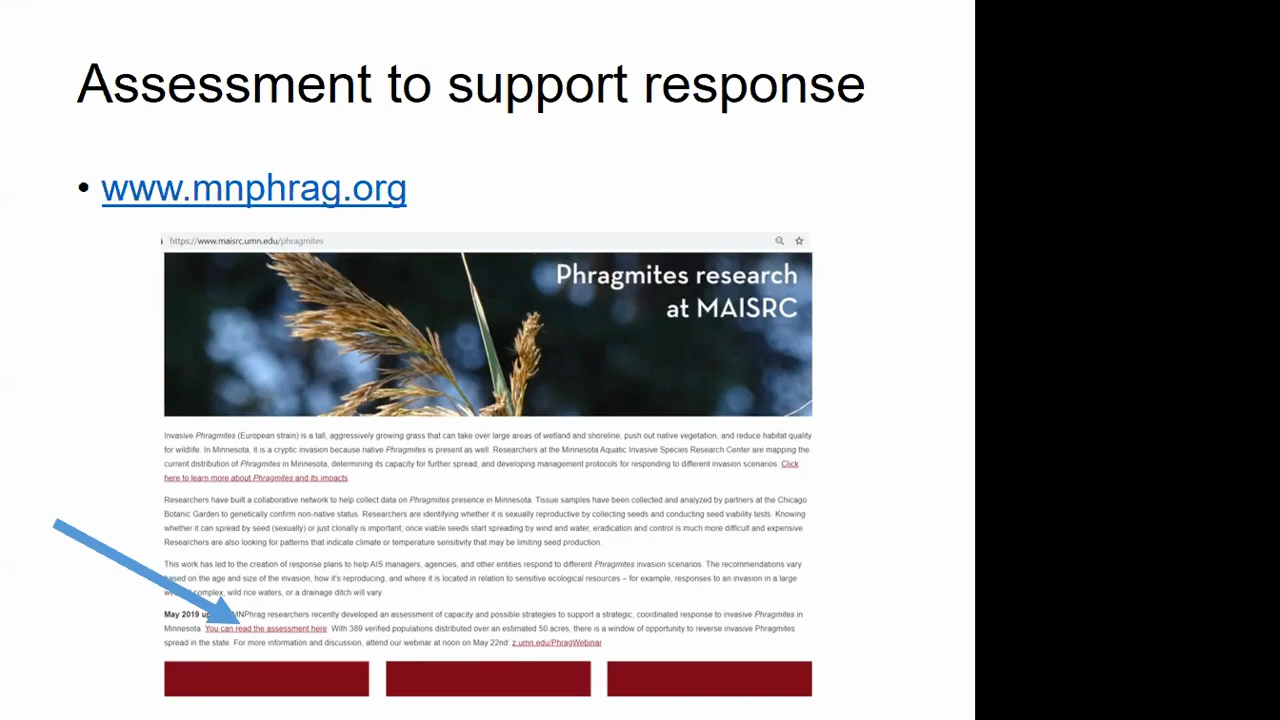 Assessment to support response
• www.mnphrag.org
https://www.maisrc.umn.edu/phragmites
Phragmites research
at MAISRC
Invasive Phragmites (European strain) is a tall, aggressively growing grass that can take over large areas of wetland and shoreline, push out native vegetation, and reduce habitat quality
for wildlife. In Minnesota, it is a cryptic invasion because native Phragmites is present as well. Researchers at the Minnesota Aquatic Invasive Species Research Center are mapping the
current distribution of Phragmites in Minnesota, determining its capacity for further spread, and developing management protocols for responding to different invasion scenarios. Click
here to learn more about Phragmites and its impacts
Researchers have built a collaborative network to help collect data on Phragmites presence in Minnesota. Tissue samples have been collected and analyzed by partners at the Chicago
Botanic Garden to genetically confirm non-native status. Researchers are identifying whether it is sexually reproductive by collecting seeds and conducting seed viability tests. Knowing
whether it can spread by seed (sexually) or just clonally is important; once viable seeds start spreading by wind and water, eradication and control is much more difficult and expensive.
Researchers are also looking for patterns that indicate climate or temperature sensitivity that may be limiting seed production.
This work has led to the creation of response plans to help AIS managers, agencies, and other entities respond to different Phragmites invasion scenarios. The recommendations vary
based on the age and size of the invasion, how it's reproducing, and where it is located in relation to sensitive ecological resources – for example, responses to an invasion in a large
complex, wild rice waters, or a drainage ditch will vary.
May 2019 MNPhrag researchers recently developed an assessment of capacity and possible strategies to support a strategic, coordinated response to invasive Phragmites in
Minnesota. You can read the assessment here. With 389 verified populations distributed over an estimated 50 acres, there is a window of opportunity to reverse invasive Phragmites
spread in the state. For more information and discussion, attend our webinar at noon on May 22nd: z.umn.edu/PhragWebinar